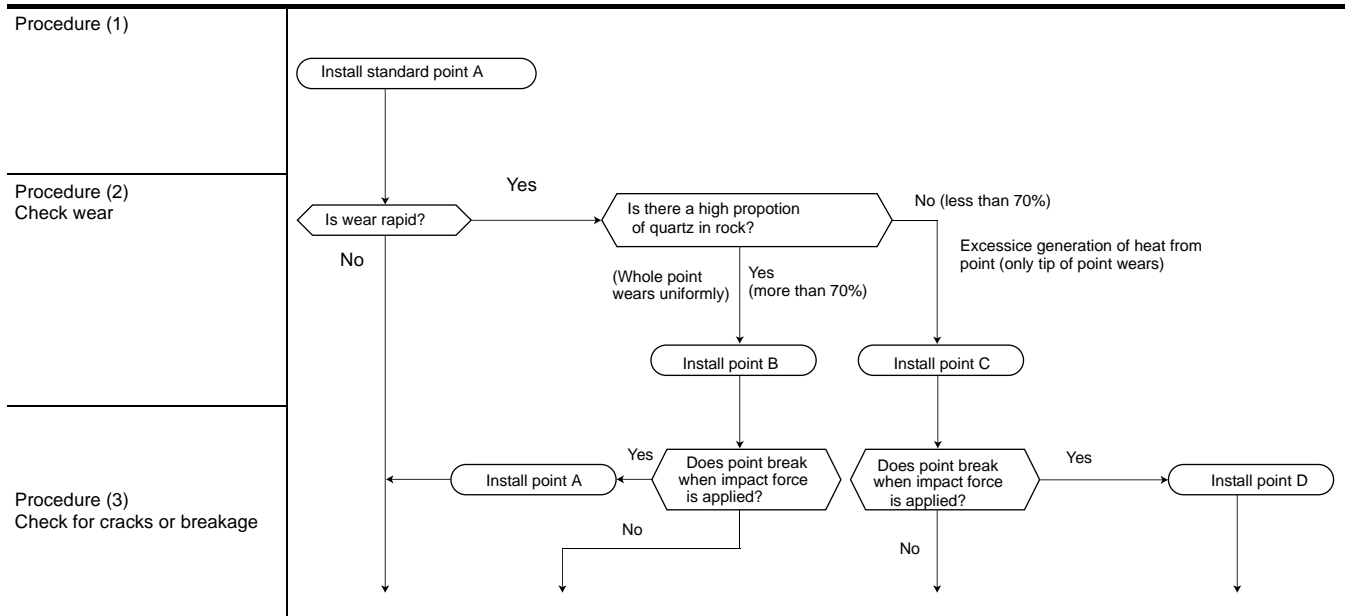 Procedure (1)
Install standard point A
Procedure (2)
Check wear
Is wear rapid?
Yes
No
Is there a high propotion
of quartz in rock?
No (less than 70%)
Excessice generation of heat from
point (only tip of point wears)
(Whole point
wears uniformly)
Yes
(more than 70%)
Install point B
Install point C
Procedure (3)
Check for cracks or breakage
Install point A
Yes
Does point break
when impact force
is applied?
No
Does point break
when impact force
is applied?
Yes
No
Install point D